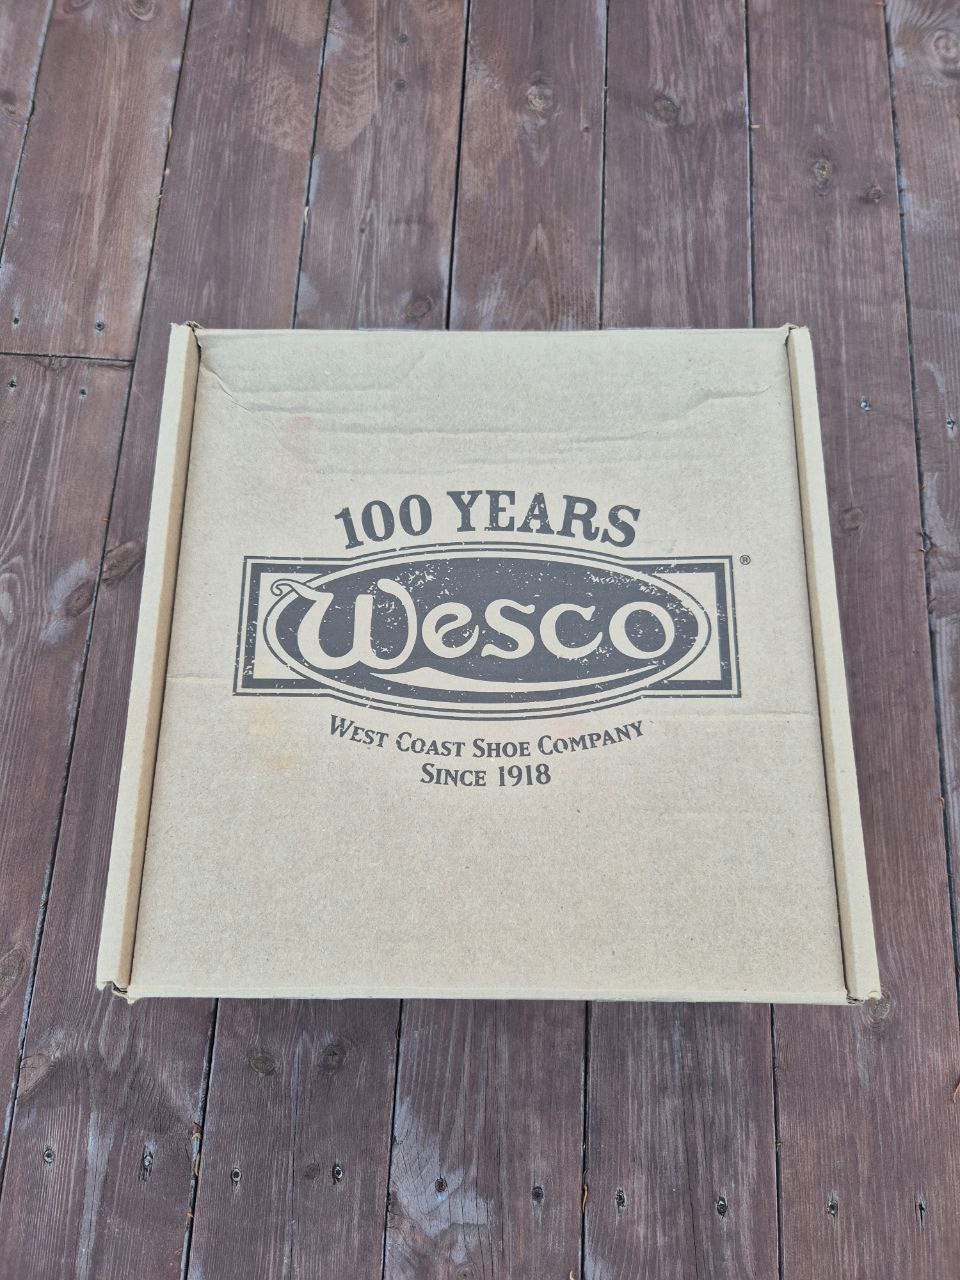 100 YEARS
Wesco®
WEST COAST SHOE COMPANY
SINCE 1918